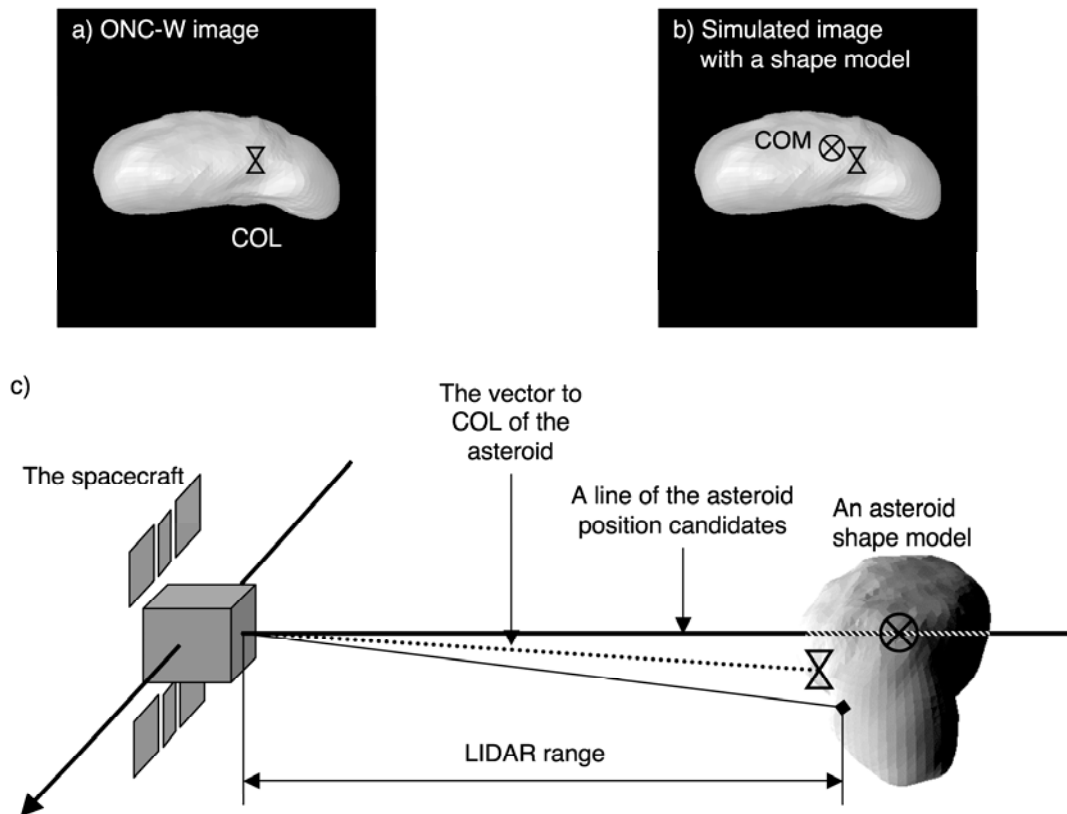 a) ONC-W image
COL
b) Simulated image
with a shape model
COM
c)
The vector to
COL of the
asteroid
The spacecraft
A line of the asteroid
position candidates
An asteroid
shape model
LIDAR range